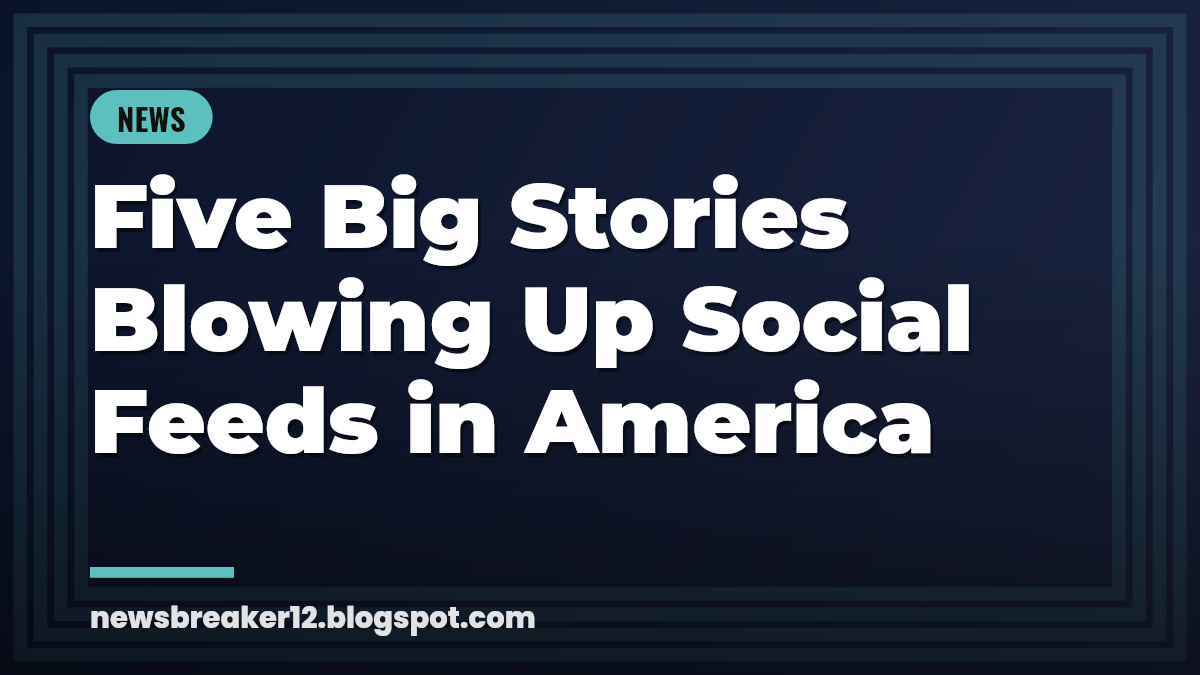 NEWS
Five Big Stories
Blowing Up Social
Feeds in America
newsbreaker12.blogspot.com